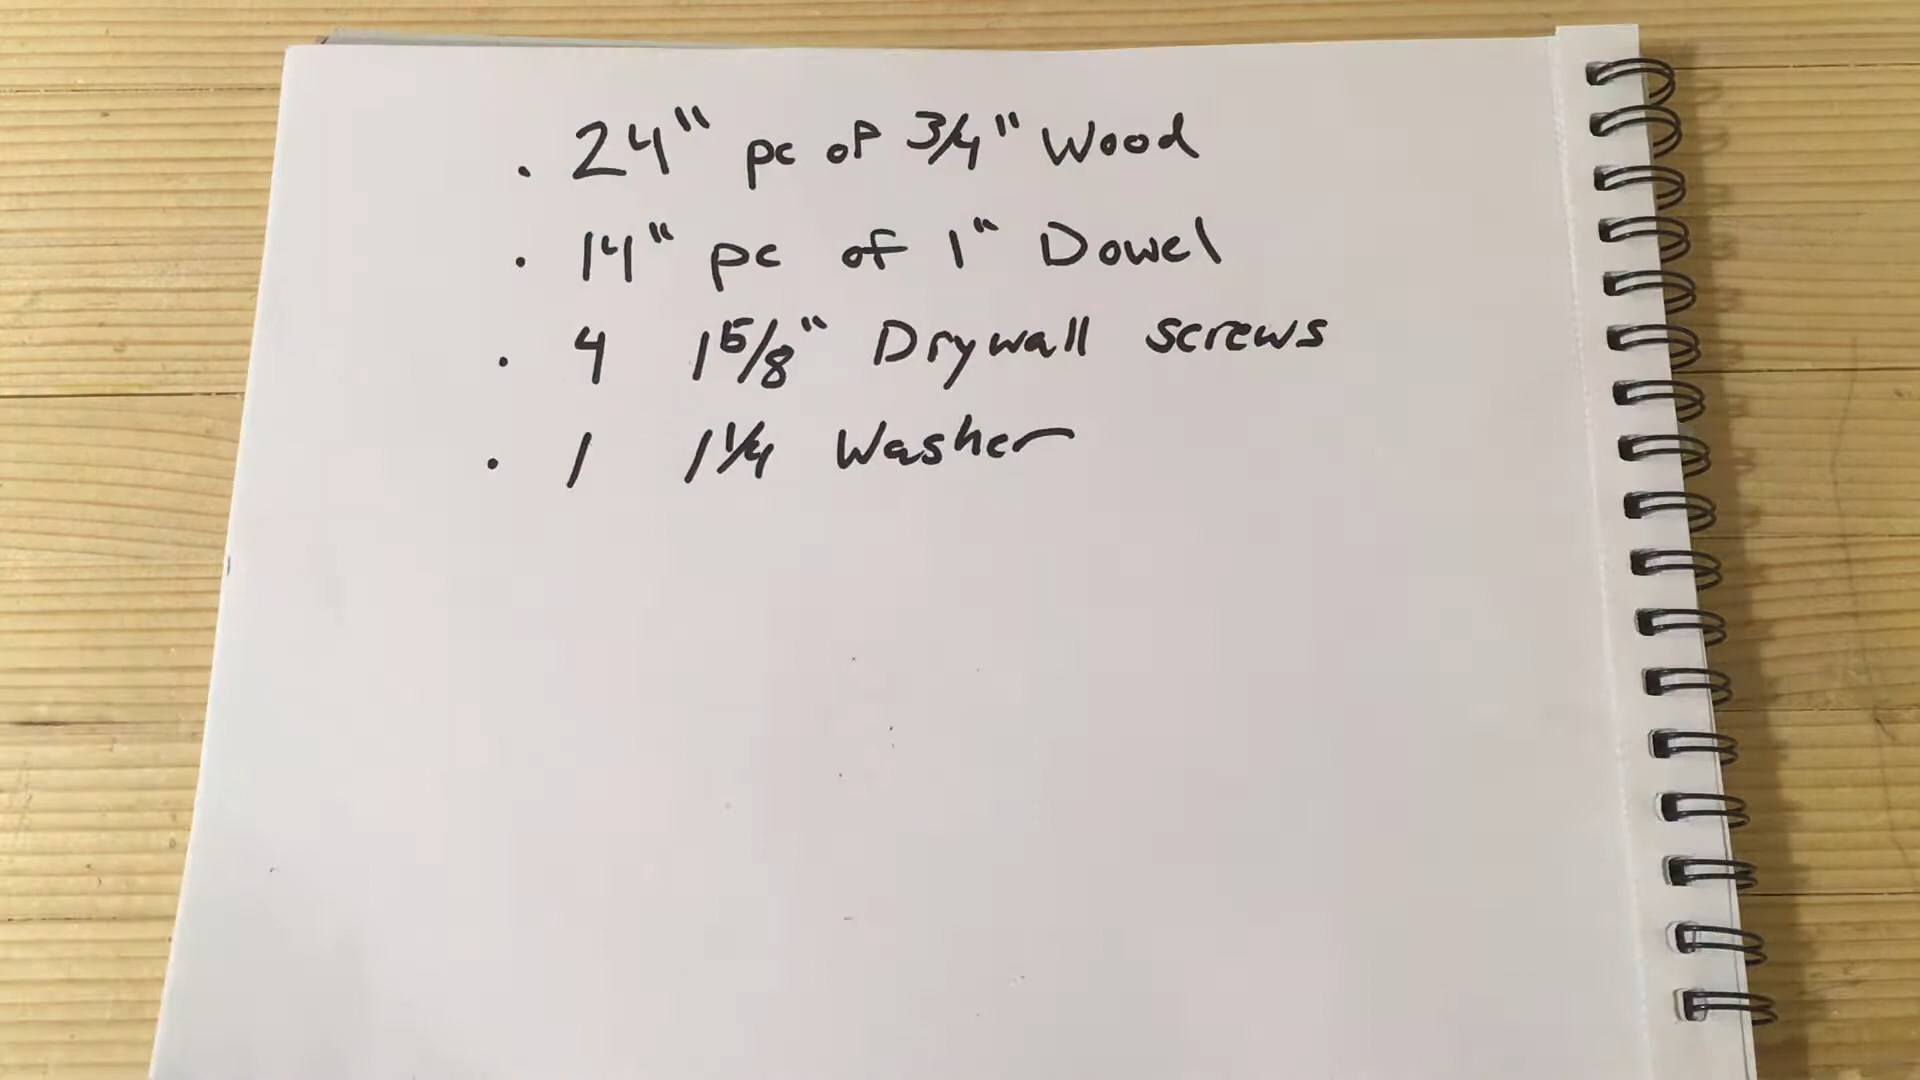 . 24" pc of 3/4" Wood
. 14" pc of 1" Dowel
. 4 1 5/8" Drywall screws
. 1 1 1/4 Washer